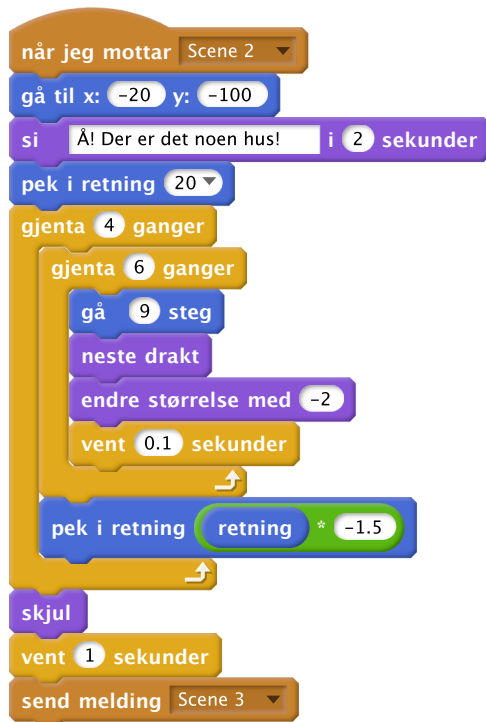 når jeg mottar Scene 2
gå til x: -20 y: -100
si Å! Der er det noen hus! i 2 sekunder
pek i retning 20
gjenta 4 ganger
gjenta 6 ganger
gå 9 steg
neste drakt
endre størrelse med -2
vent 0.1 sekunder
pek i retning retning * -1.5
skjul
vent 1 sekunder
send melding Scene 3